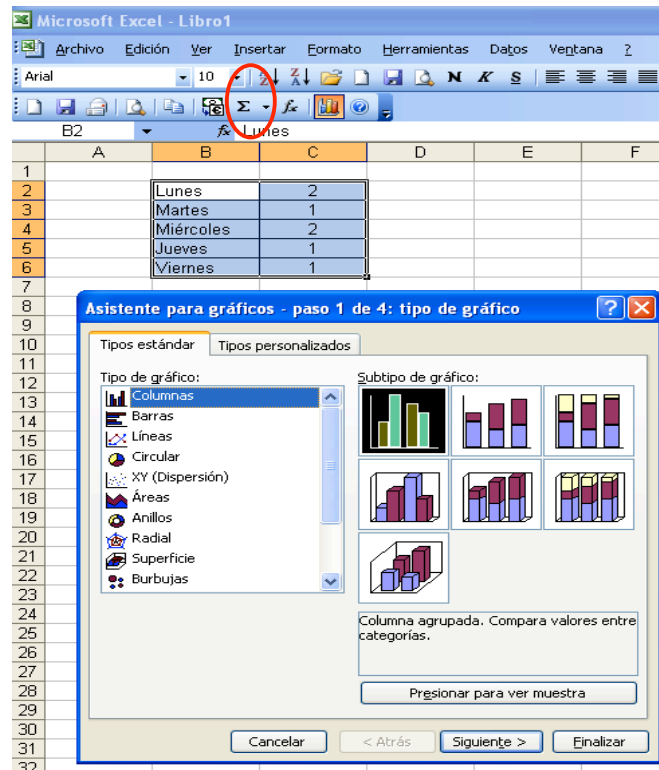 Microsoft Excel - Libro1
Archivo Edición Ver Insertar Formato Herramientas Datos Ventana ?
Arial 10 N K S
Σ fx
B2 fx Lunes
A B C D E F
1
2 Lunes 2
3 Martes 1
4 Miércoles 2
5 Jueves 1
6 Viernes 1
7
8
9
10
11
12
13
14
15
16
17
18
19
20
21
22
23
24
25
26
27
28
29
30
31
32
Asistente para gráficos - paso 1 de 4: tipo de gráfico ? X
Tipos estándar Tipos personalizados
Tipo de gráfico: Subtipo de gráfico:
Columnas
Barras
Líneas
Circular
XY (Dispersión)
Áreas
Anillos
Radial
Superficie
Burbujas
Columna agrupada. Compara valores entre
categorías.
Presionar para ver muestra
Cancelar < Atrás Siguiente > Finalizar